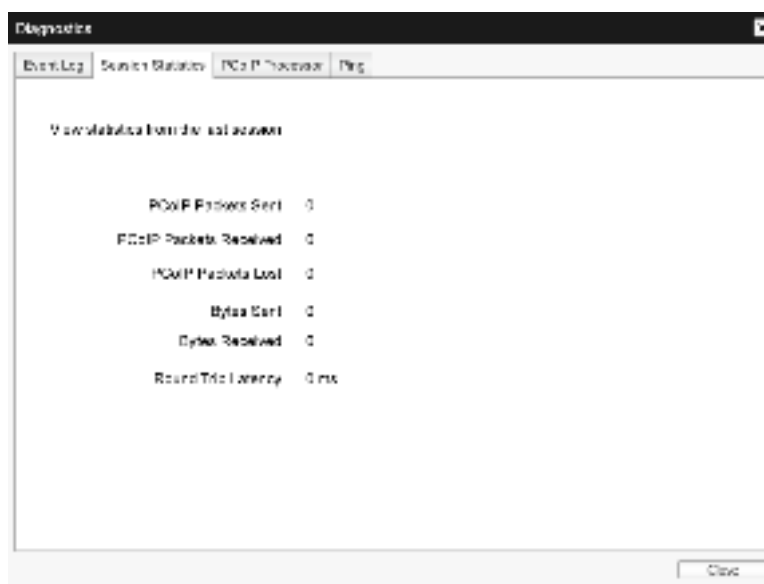 Diagnostics
Event Log Session Statistics PCoIP Processor Ping
View statistics from the last session
PCoIP Packets Sent 0
PCoIP Packets Received 0
PCoIP Packets Lost 0
Bytes Sent 0
Bytes Received 0
Round Trip Latency 0 ms
Close